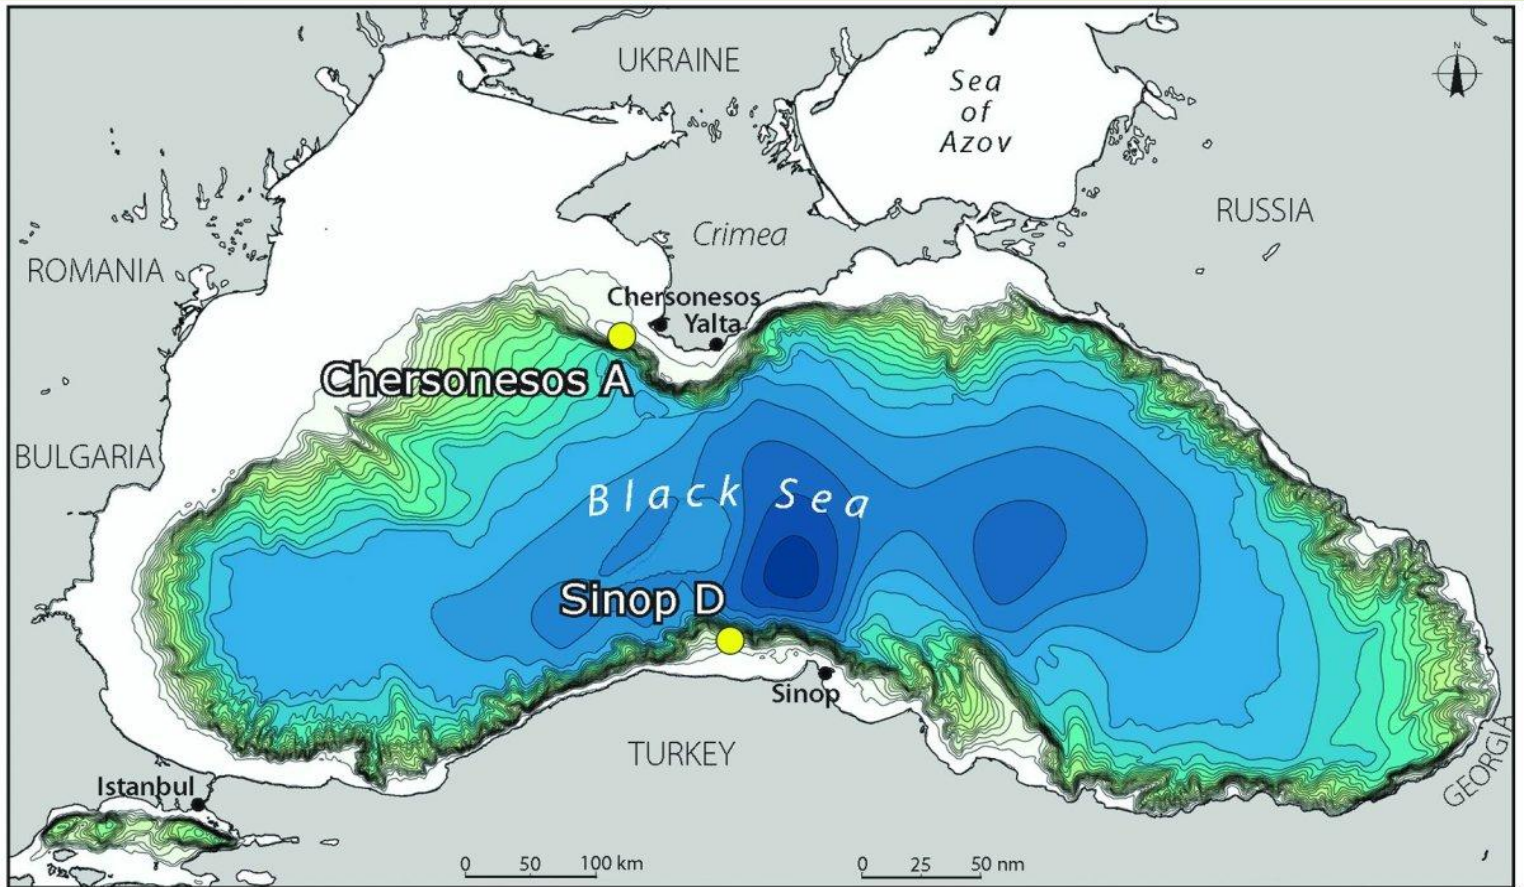 N
UKRAINE
Sea
of
Azov
RUSSIA
Crimea
ROMANIA
Chersonesos
Yalta
Chersonesos A
BULGARIA
Black Sea
Sinop D
Sinop
TURKEY
GEORGIA
Istanbul
0 50 100 km
0 25 50 nm